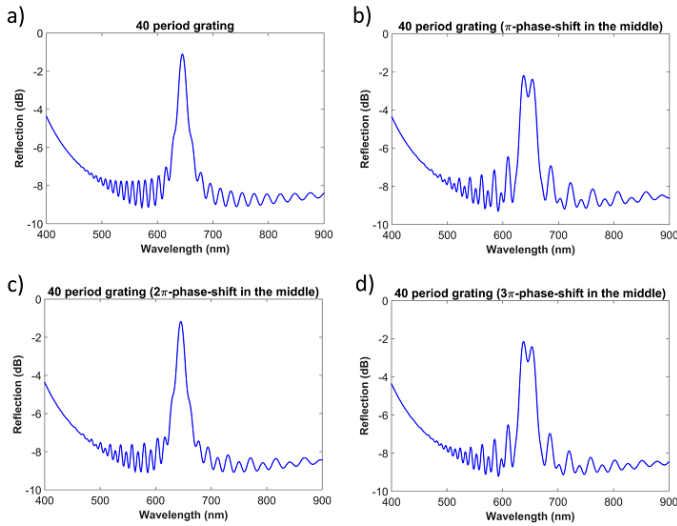 a)
40 period grating
0
-2
-4
-6
-8
-10
Reflection (dB)
400 500 600 700 800 900
Wavelength (nm)
b)
40 period grating (π-phase-shift in the middle)
0
-2
-4
-6
-8
-10
Reflection (dB)
400 500 600 700 800 900
Wavelength (nm)
c)
40 period grating (2π-phase-shift in the middle)
0
-2
-4
-6
-8
-10
Reflection (dB)
400 500 600 700 800 900
Wavelength (nm)
d)
40 period grating (3π-phase-shift in the middle)
0
-2
-4
-6
-8
-10
Reflection (dB)
400 500 600 700 800 900
Wavelength (nm)